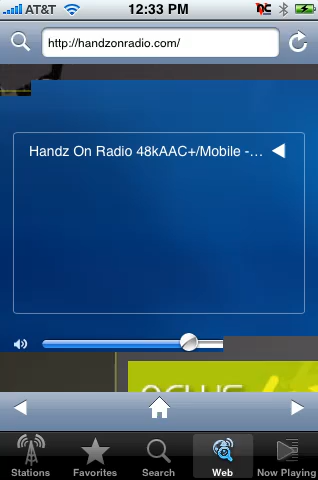 AT&T 12:33 PM
http://handzonradio.com/
Handz On Radio 48kAAC+/Mobile -...
Stations Favorites Search Web Now Playing